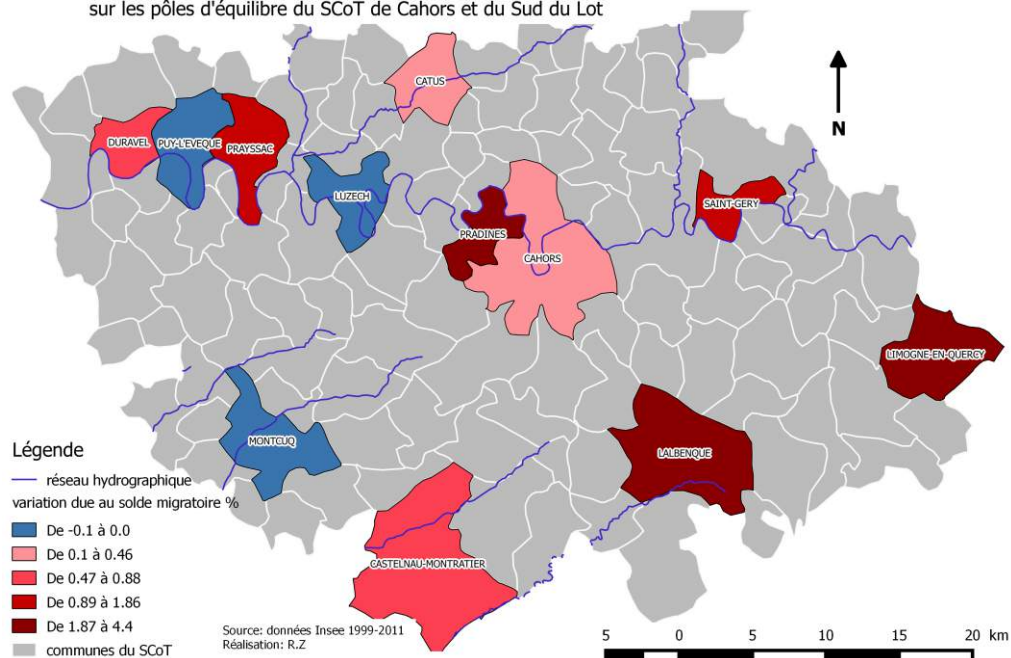 sur les pôles d'équilibre du SCoT de Cahors et du Sud du Lot
CATUS
N
DURAVEL
PUY-L'EVEQUE
PRAYSSAC
LUZECH
SAINT-GERY
PRADINES
CAHORS
LIMOGNE-EN-QUERCY
MONTCUQ
LALBENQUE
CASTELNAU-MONTRATIER
Légende
réseau hydrographique
variation due au solde migratoire %
De -0.1 à 0.0
De 0.1 à 0.46
De 0.47 à 0.88
De 0.89 à 1.86
De 1.87 à 4.4
communes du SCoT
Source: données Insee 1999-2011
Réalisation: R.Z
5 0 5 10 15 20 km